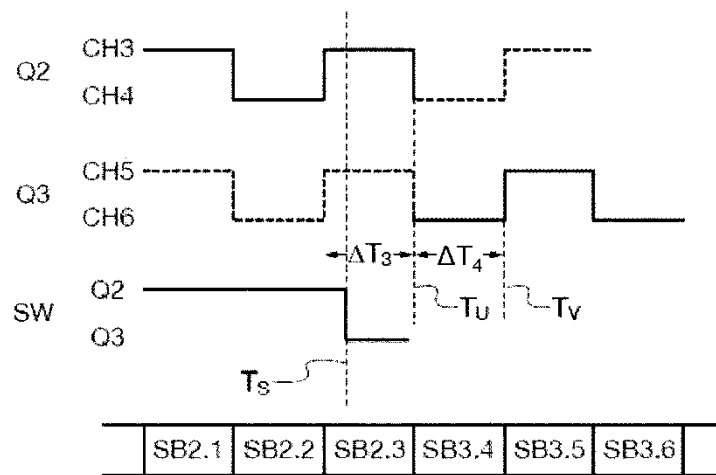 Q2
CH3
CH4
Q3
CH5
CH6
ΔT3
ΔT4
SW
Q2
Q3
TU
TV
TS
SB2.1 SB2.2 SB2.3 SB3.4 SB3.5 SB3.6